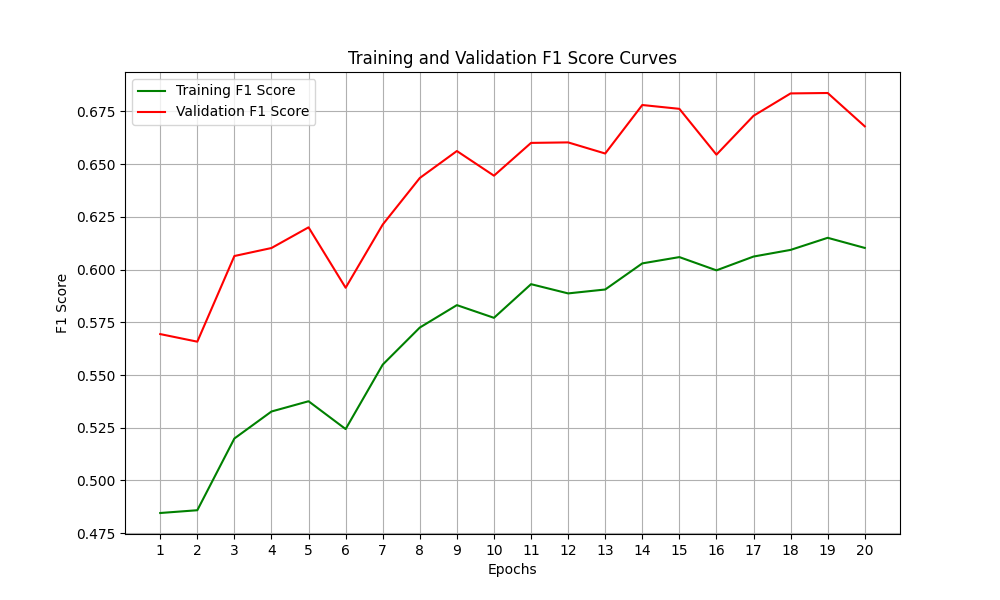 Training and Validation F1 Score Curves
Training F1 Score
Validation F1 Score
F1 Score
0.675
0.650
0.625
0.600
0.575
0.550
0.525
0.500
0.475
1 2 3 4 5 6 7 8 9 10 11 12 13 14 15 16 17 18 19 20
Epochs